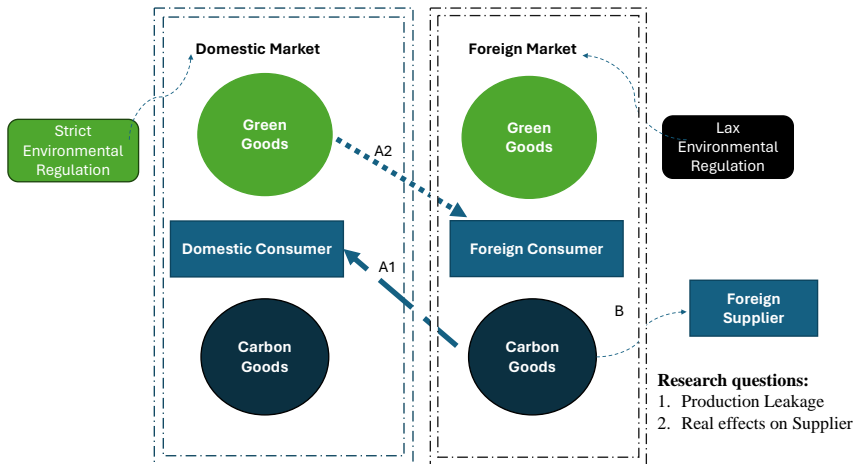 Domestic Market
Foreign Market
Strict
Environmental
Regulation
Green
Goods
A2
Green
Goods
Lax
Environmental
Regulation
Domestic Consumer
Foreign Consumer
A1
Foreign
Supplier
B
Carbon
Goods
Carbon
Goods
Research questions:
1. Production Leakage
2. Real effects on Supplier